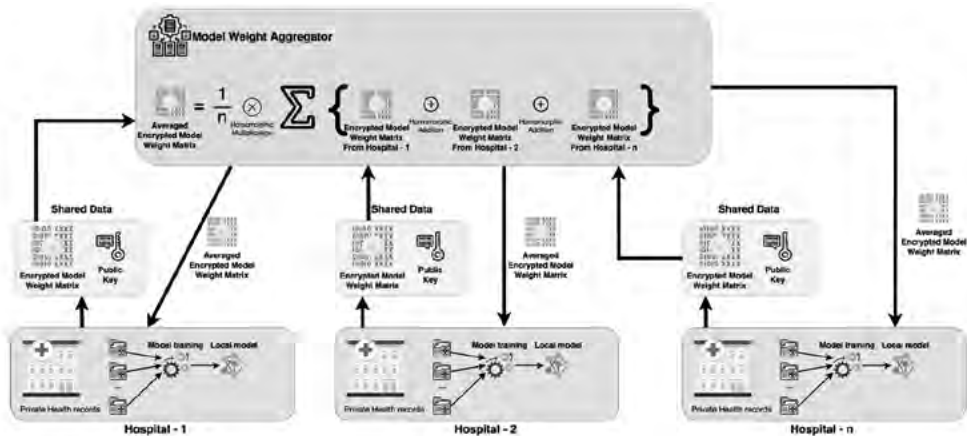 Model Weight Aggregator
=
1
n
Σ
{
}
Homomorphic
Multiplication
Homomorphic
Addition
Homomorphic
Addition
Averaged
Encrypted Model
Weight Matrix
Encrypted Model
Weight Matrix
From Hospital - 1
Encrypted Model
Weight Matrix
From Hospital - 2
Encrypted Model
Weight Matrix
From Hospital - n
Shared Data
Encrypted Model
Weight Matrix
Public
Key
Averaged
Encrypted Model
Weight Matrix
Shared Data
Encrypted Model
Weight Matrix
Public
Key
Averaged
Encrypted Model
Weight Matrix
Shared Data
Encrypted Model
Weight Matrix
Public
Key
Averaged
Encrypted Model
Weight Matrix
Model training
Local model
Private Health records
Hospital - 1
Model training
Local model
Private Health records
Hospital - 2
Model training
Local model
Private Health records
Hospital - n